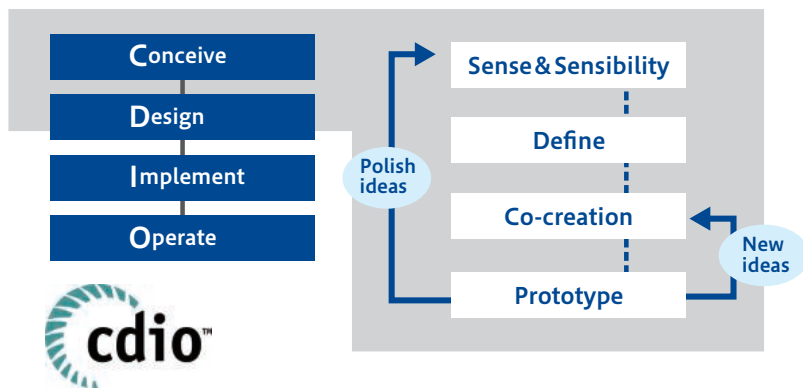 Conceive
Design
Implement
Operate
cdio™
Sense & Sensibility
Define
Co-creation
Prototype
Polish
ideas
New
ideas